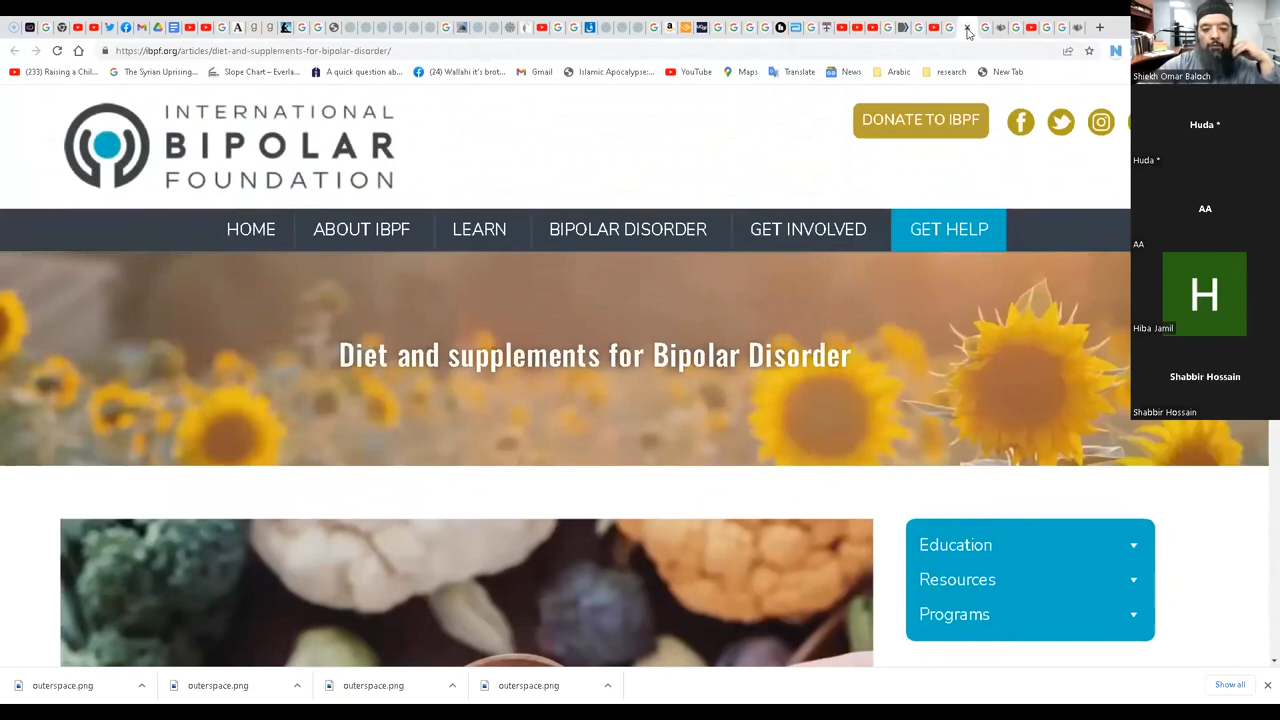 https://ibpf.org/articles/diet-and-supplements-for-bipolar-disorder/
(233) Raising a Chil...
The Syrian Uprising...
Slope Chart – Everla...
A quick question ab...
(24) Wallahi it's brot...
Gmail
Islamic Apocalypse:...
YouTube
Maps
Translate
News
Arabic
research
New Tab
INTERNATIONAL
BIPOLAR
FOUNDATION
DONATE TO IBPF
HOME
ABOUT IBPF
LEARN
BIPOLAR DISORDER
GET INVOLVED
GET HELP
Diet and supplements for Bipolar Disorder
Education
Resources
Programs
outerspace.png
outerspace.png
outerspace.png
outerspace.png
Show all
Shiekh Omar Baloch
Huda *
Huda *
AA
AA
H
Hiba Jamil
Shabbir Hossain
Shabbir Hossain